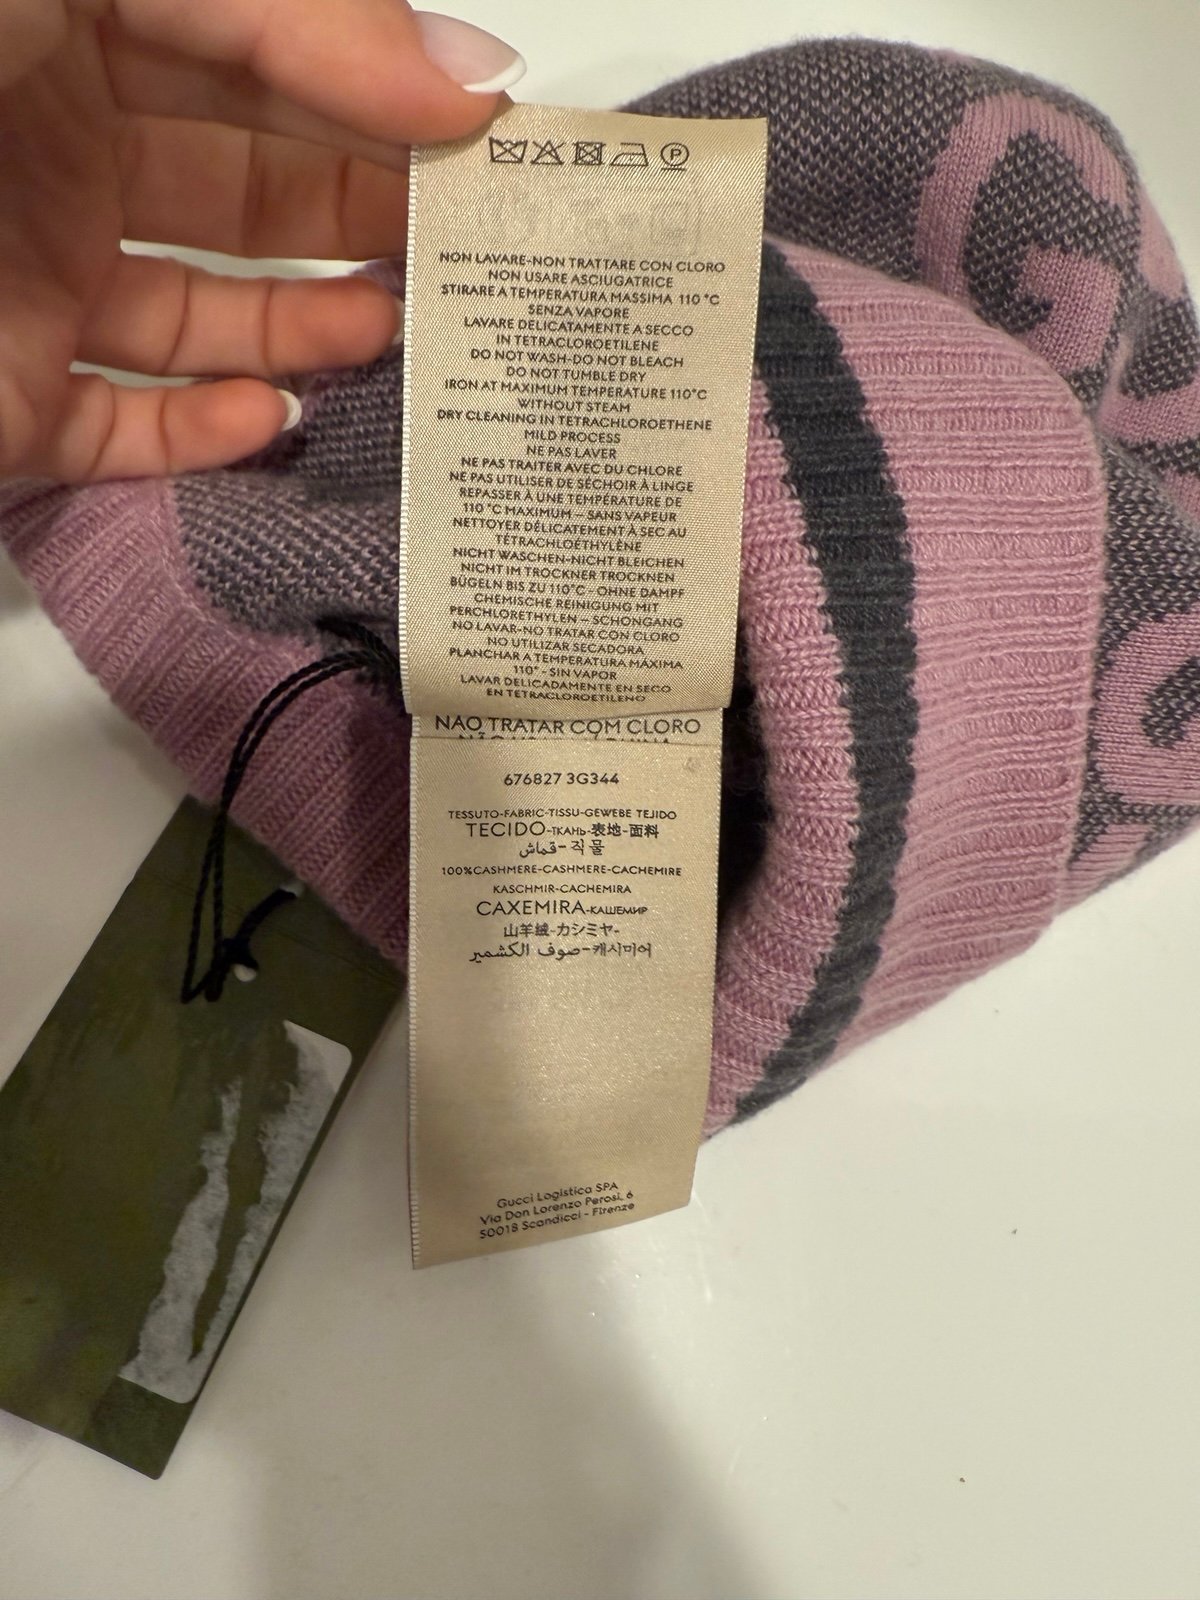 NON LAVARE-NON TRATTARE CON CLORO
NON USARE ASCIUGATRICE
STIRARE A TEMPERATURA MASSIMA 110 °C
SENZA VAPORE
LAVARE DELICATAMENTE A SECCO
IN TETRACLOROETILENE
DO NOT WASH-DO NOT BLEACH
DO NOT TUMBLE DRY
IRON AT MAXIMUM TEMPERATURE 110°C
WITHOUT STEAM
DRY CLEANING IN TETRACHLOROETHENE
MILD PROCESS
NE PAS LAVER
NE PAS TRAITER AVEC DU CHLORE
NE PAS UTILISER DE SÉCHOIR À LINGE
REPASSER À UNE TEMPÉRATURE DE
110 °C MAXIMUM – SANS VAPEUR
NETTOYER DÉLICATEMENT À SEC AU
TÉTRACHLOÉTHYLÈNE
NICHT WASCHEN-NICHT BLEICHEN
NICHT IM TROCKNER TROCKNEN
BÜGELN BIS ZU 110°C - OHNE DAMPF
CHEMISCHE REINIGUNG MIT
PERCHLORETHYLEN – SCHONGANG
NO LAVAR-NO TRATAR CON CLORO
NO UTILIZAR SECADORA
PLANCHAR A TEMPERATURA MÁXIMA
110° - SIN VAPOR
LAVAR DELICADAMENTE EN SECO
EN TETRACLOROETILENO
NÃO TRATAR COM CLORO
676827 3G344
TESSUTO-FABRIC-TISSU-GEWEBE TEJIDO
TECIDO-ТКАНЬ-表地-面料
قماش-직물
100%CASHMERE-CASHMERE-CACHEMIRE
KASCHMIR-CACHEMIRA
CAXEMIRA-КАШЕМИР
山羊绒-カシミヤ-
صوف الكشمير-캐시미어
Gucci Logistica SPA
Via Don Lorenzo Perosi, 6
50018 Scandicci - Firenze